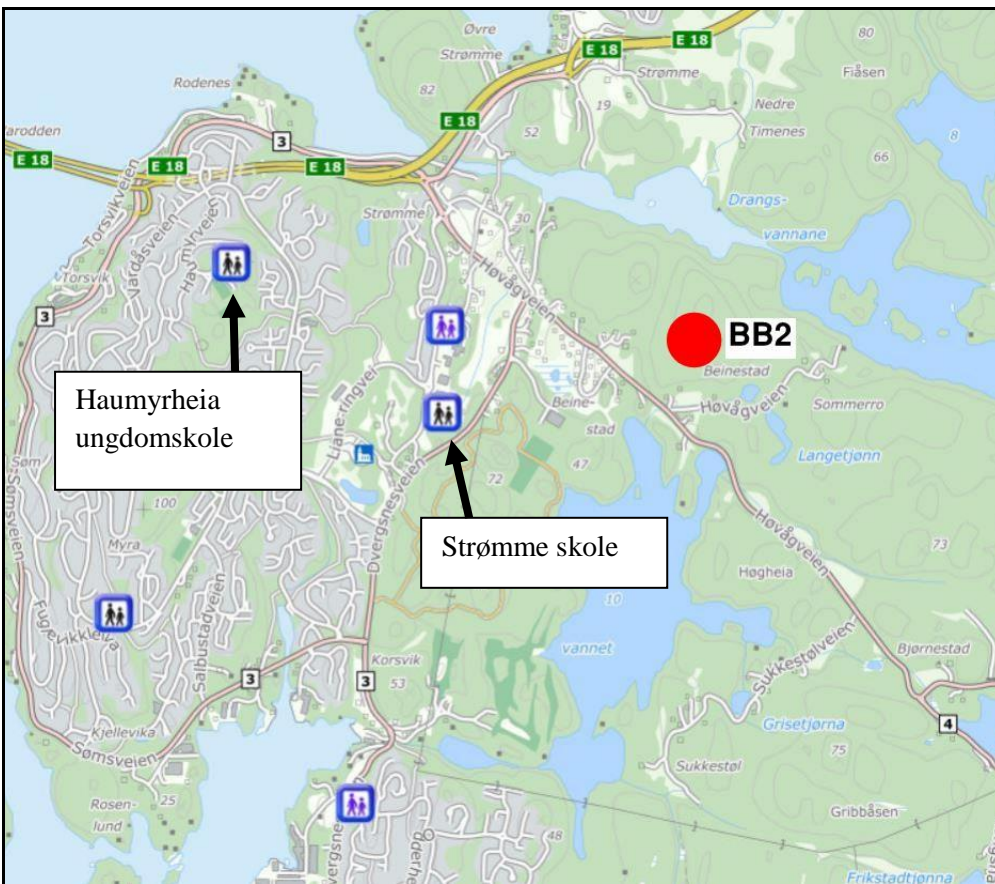 Øvre
Strømme
E 18
E 18
E 18
80
Flåsen
Rodenes
82
Strømme
19
Nedre
Timenes
8
arodden
E 18
E 18
3
E 18
52
66
Torsvikveien
Vardåsveien
Haumyrveien
Strømme
30
Drangs-
vannane
Torsvik
3
Høvågveien
BB2
Beinestad
Haumyrheia
ungdomskole
Liane-ringvei
Beine-
stad
Høvågveien
Sommerro
47
Langetjønn
Søm
Sømsveien
100
Dvergsnesveien
72
Strømme skole
Høvågveien
73
Myra
10
Høgheia
vannet
Salbustadveien
Sukkestølveien
Bjørnestad
Korsvik
3
3
53
Grisetjørna
4
Kjellevika
Sømsveien
75
Sukkestøl
Rosen-
lund
25
Gribbåsen
48
Frikstadtjønna